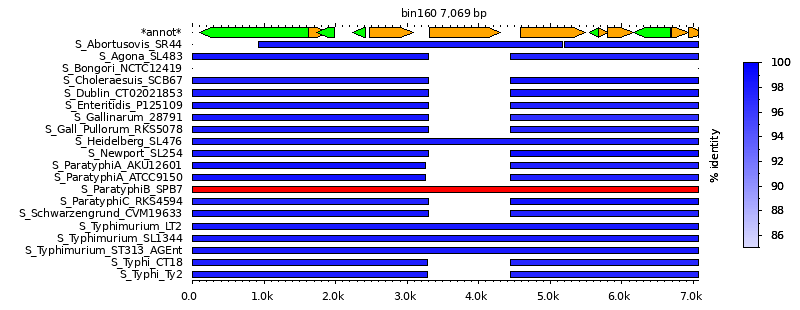 bin160 7,069 bp
*annot*
S_Abortusovis_SR44
S_Agona_SL483
S_Bongori_NCTC12419
S_Choleraesuis_SCB67
S_Dublin_CT02021853
S_Enteritidis_P125109
S_Gallinarum_28791
S_Gall_Pullorum_RKS5078
S_Heidelberg_SL476
S_Newport_SL254
S_ParatyphiA_AKU12601
S_ParatyphiA_ATCC9150
S_ParatyphiB_SPB7
S_ParatyphiC_RKS4594
S_Schwarzengrund_CVM19633
S_Typhimurium_LT2
S_Typhimurium_SL1344
S_Typhimurium_ST313_AGEnt
S_Typhi_CT18
S_Typhi_Ty2
0.0 1.0k 2.0k 3.0k 4.0k 5.0k 6.0k 7.0k
% identity
100
98
96
94
92
90
88
86